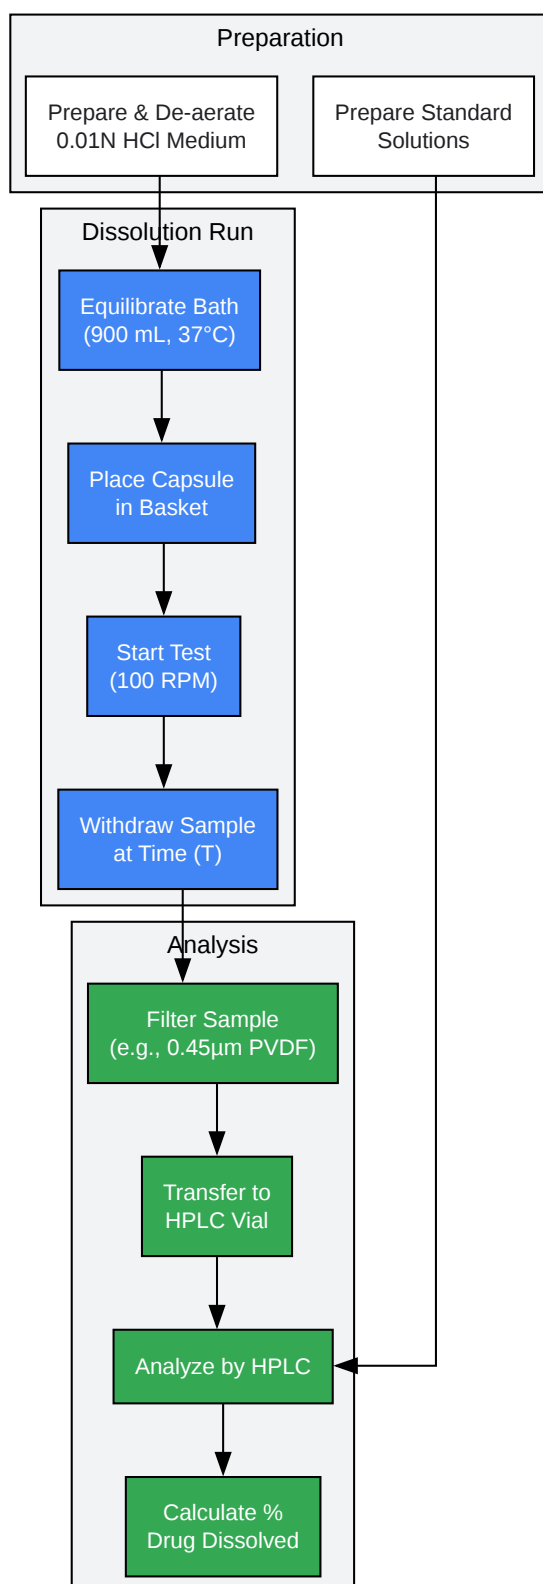 Preparation
Prepare & De-aerate
0.01N HCl Medium
Prepare Standard
Solutions
Dissolution Run
Equilibrate Bath
(900 mL, 37°C)
Place Capsule
in Basket
Start Test
(100 RPM)
Withdraw Sample
at Time (T)
Analysis
Filter Sample
(e.g., 0.45µm PVDF)
Transfer to
HPLC Vial
Analyze by HPLC
Calculate %
Drug Dissolved